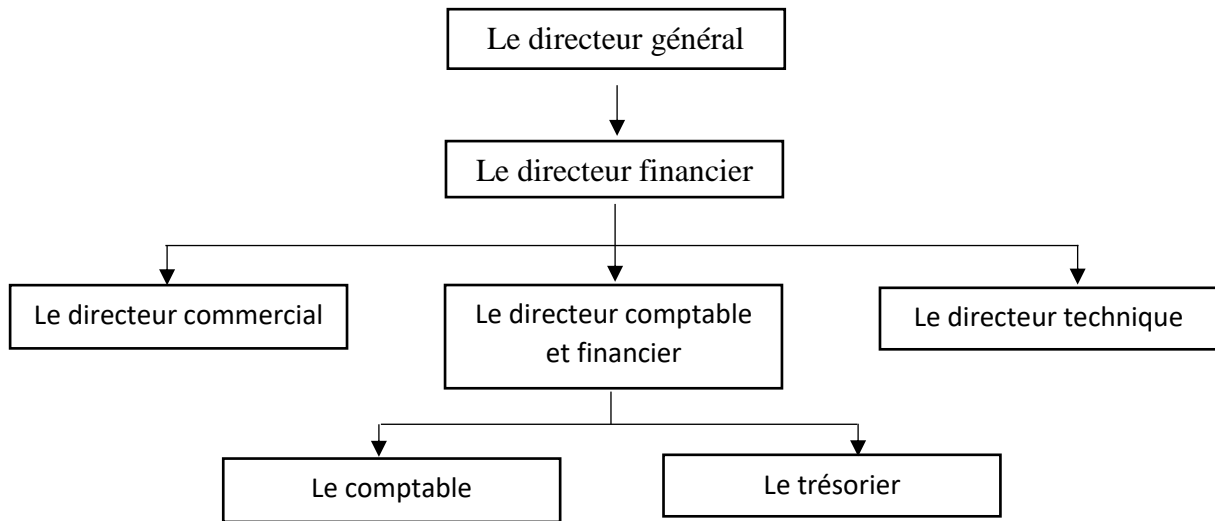 Le directeur général
Le directeur financier
Le directeur commercial
Le directeur comptable
et financier
Le directeur technique
Le comptable
Le trésorier